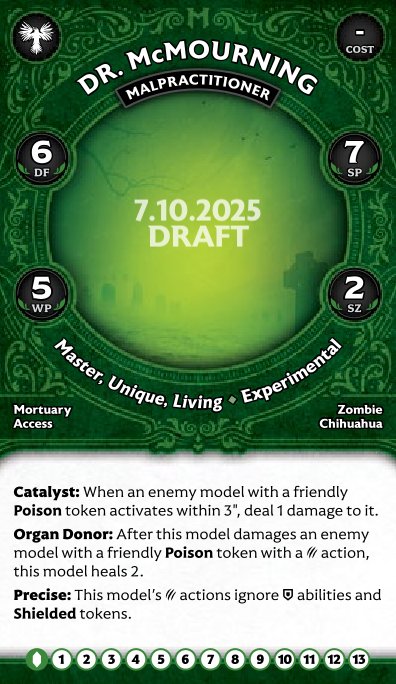 -
COST
DR. McMOURNING
MALPRACTITIONER
6
DF
7
SP
7.10.2025
DRAFT
5
WP
2
SZ
Master, Unique, Living ◆ Experimental
Mortuary
Access
Zombie
Chihuahua
Catalyst: When an enemy model with a friendly
Poison token activates within 3", deal 1 damage to it.
Organ Donor: After this model damages an enemy
model with a friendly Poison token with a action,
this model heals 2.
Precise: This model's actions ignore abilities and
Shielded tokens.
1 2 3 4 5 6 7 8 9 10 11 12 13